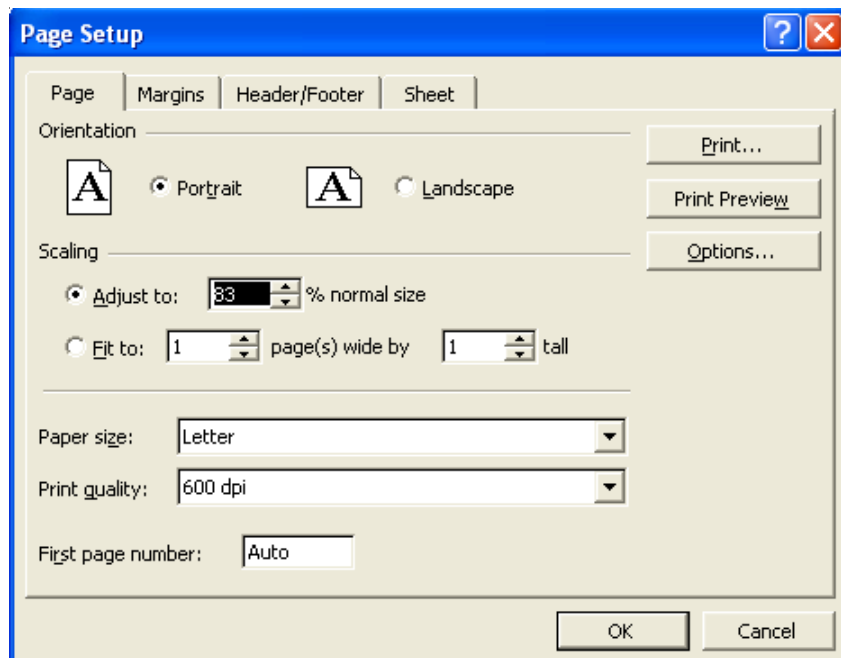 Page Setup
Page Margins Header/Footer Sheet
Orientation
A Portrait A Landscape
Scaling
Adjust to: 83 % normal size
Fit to: 1 page(s) wide by 1 tall
Paper size: Letter
Print quality: 600 dpi
First page number: Auto
Print...
Print Preview
Options...
OK Cancel